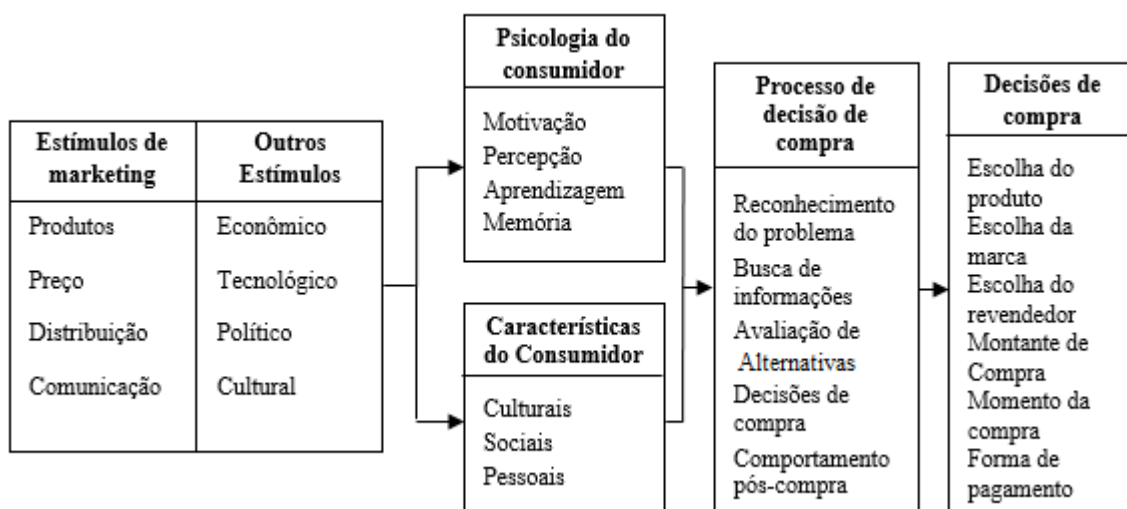 Estímulos de
marketing
Produtos
Preço
Distribuição
Comunicação
Outros
Estímulos
Econômico
Tecnológico
Político
Cultural
Psicologia do
consumidor
Motivação
Percepção
Aprendizagem
Memória
Características
do Consumidor
Culturais
Sociais
Pessoais
Processo de
decisão de
compra
Reconhecimento
do problema
Busca de
informações
Avaliação de
Alternativas
Decisões de
compra
Comportamento
pós-compra
Decisões de
compra
Escolha do
produto
Escolha da
marca
Escolha do
revendedor
Montante de
Compra
Momento da
compra
Forma de
pagamento